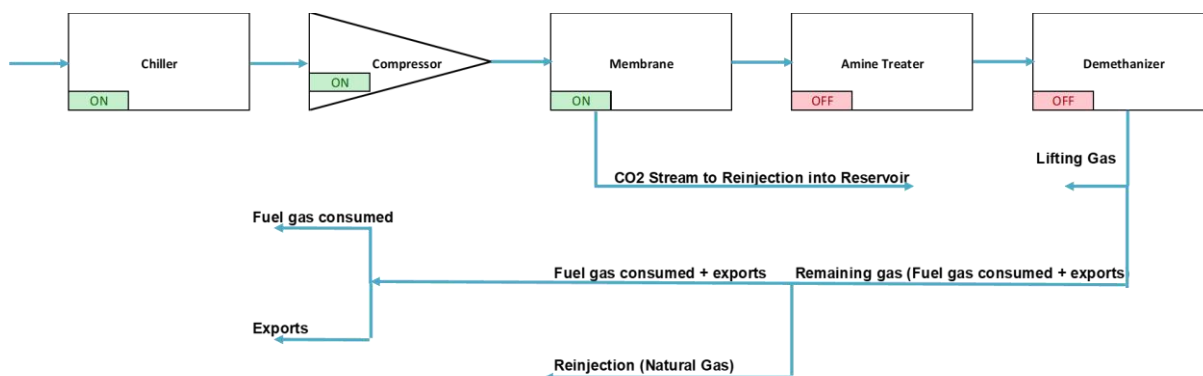 Chiller
Compressor
Membrane
Amine Treater
Demethanizer
ON
ON
ON
OFF
OFF
Lifting Gas
CO2 Stream to Reinjection into Reservoir
Fuel gas consumed
Fuel gas consumed + exports
Remaining gas (Fuel gas consumed + exports
Exports
Reinjection (Natural Gas)